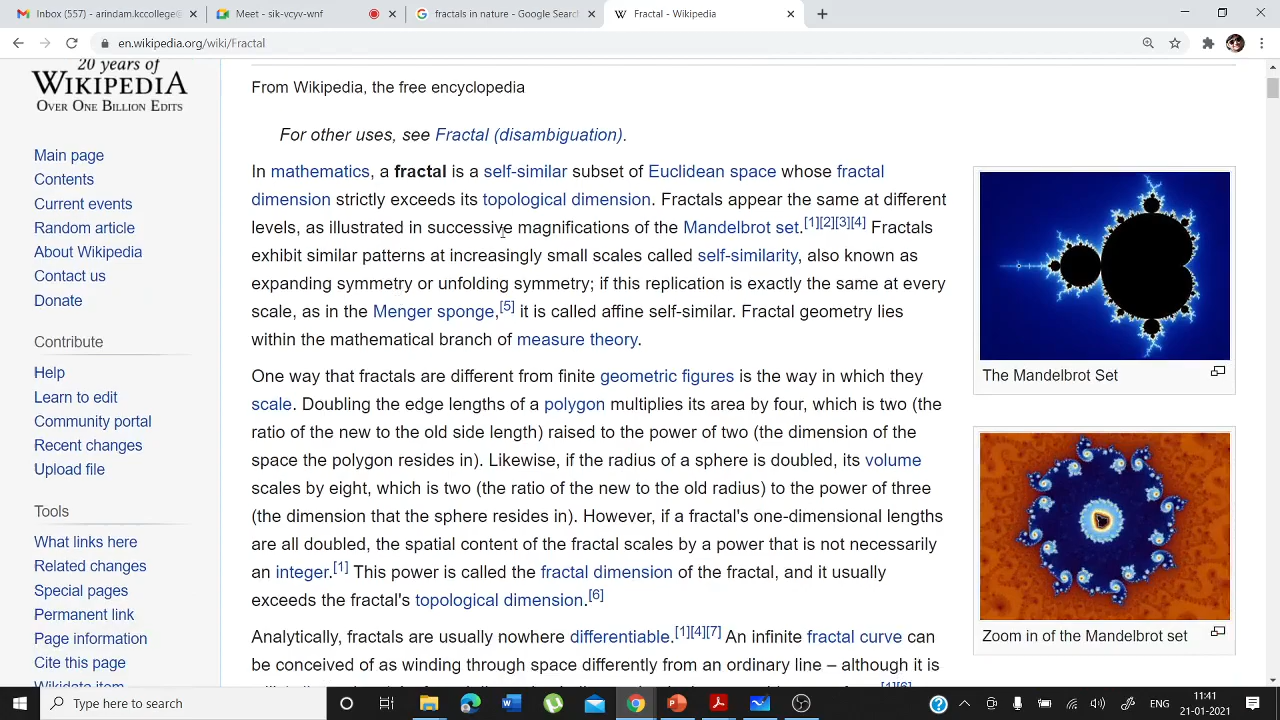 Inbox (557) - arindam.kccollege@
Meet - sik-cyv-wnf
fractals in nature - Google Search
Fractal - Wikipedia
en.wikipedia.org/wiki/Fractal
20 years of
WIKIPEDIA
OVER ONE BILLION EDITS
Main page
Contents
Current events
Random article
About Wikipedia
Contact us
Donate
Contribute
Help
Learn to edit
Community portal
Recent changes
Upload file
Tools
What links here
Related changes
Special pages
Permanent link
Page information
Cite this page
Wikidata item
From Wikipedia, the free encyclopedia
For other uses, see Fractal (disambiguation).
In mathematics, a fractal is a self-similar subset of Euclidean space whose fractal
dimension strictly exceeds its topological dimension. Fractals appear the same at different
levels, as illustrated in successive magnifications of the Mandelbrot set.[1][2][3][4] Fractals
exhibit similar patterns at increasingly small scales called self-similarity, also known as
expanding symmetry or unfolding symmetry; if this replication is exactly the same at every
scale, as in the Menger sponge,[5] it is called affine self-similar. Fractal geometry lies
within the mathematical branch of measure theory.
One way that fractals are different from finite geometric figures is the way in which they
scale. Doubling the edge lengths of a polygon multiplies its area by four, which is two (the
ratio of the new to the old side length) raised to the power of two (the dimension of the
space the polygon resides in). Likewise, if the radius of a sphere is doubled, its volume
scales by eight, which is two (the ratio of the new to the old radius) to the power of three
(the dimension that the sphere resides in). However, if a fractal's one-dimensional lengths
are all doubled, the spatial content of the fractal scales by a power that is not necessarily
an integer.[1] This power is called the fractal dimension of the fractal, and it usually
exceeds the fractal's topological dimension.[6]
Analytically, fractals are usually nowhere differentiable.[1][4][7] An infinite fractal curve can
be conceived of as winding through space differently from an ordinary line – although it is
The Mandelbrot Set
Zoom in of the Mandelbrot set
Type here to search
ENG
11:41
21-01-2021